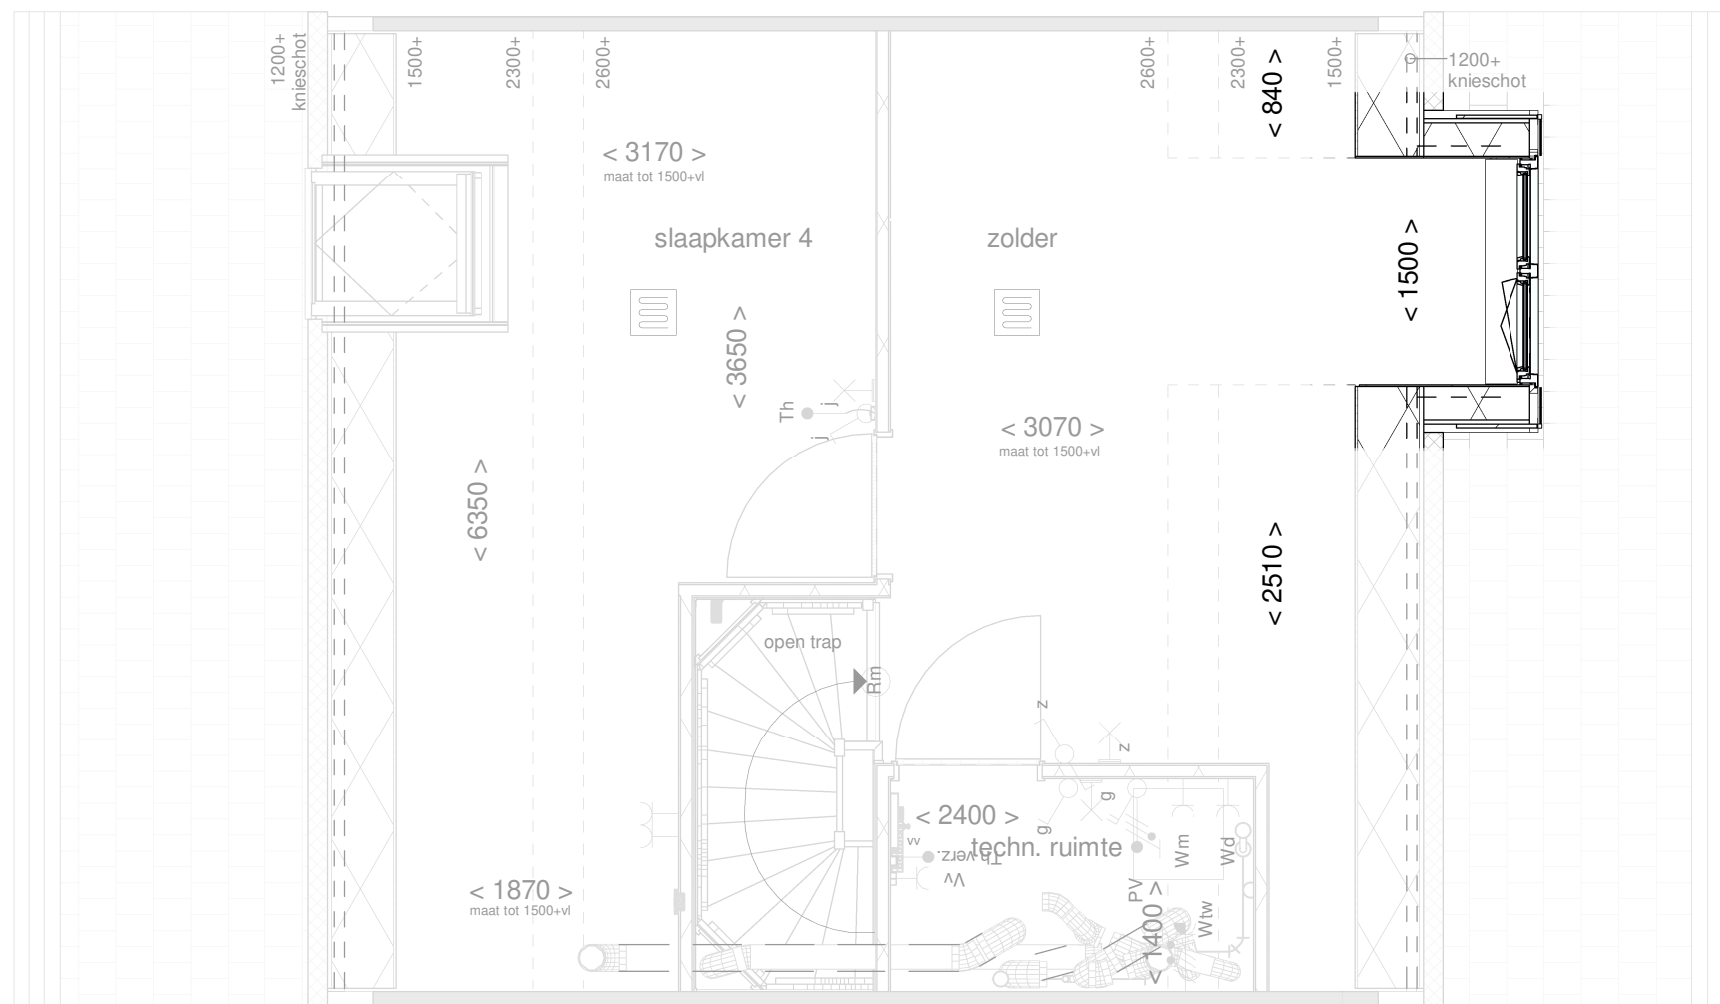 1200+
knieschot
1500+
2300+
2600+
2600+
2300+
< 840 >
1500+
1200+
knieschot
< 3170 >
maat tot 1500+vl
slaapkamer 4
zolder
< 1500 >
< 3650 >
Th
j
j
< 3070 >
maat tot 1500+vl
< 6350 >
< 2510 >
open trap
Rm
z
z
< 2400 >
g
g
vv
techn. ruimte
Th verz.
Vv
Wm
Wd
PV
< 1400 >
Wtw
< 1870 >
maat tot 1500+vl